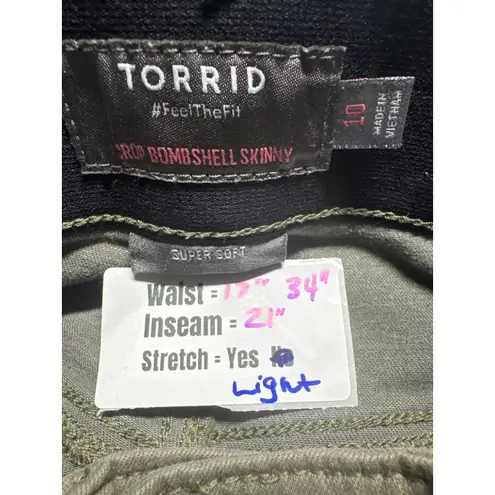 TORRID
#FeelTheFit
CROP BOMBSHELL SKINNY
10
MADE IN
VIETNAM
SUPER SOFT
Waist = 17" 34"
Inseam = 21"
Stretch = Yes No
Light